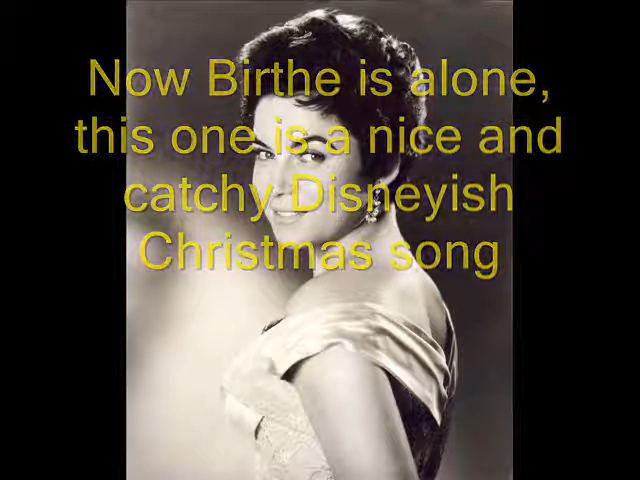 Now Birthe is alone,
this one is a nice and
catchy Disneyish
Christmas song